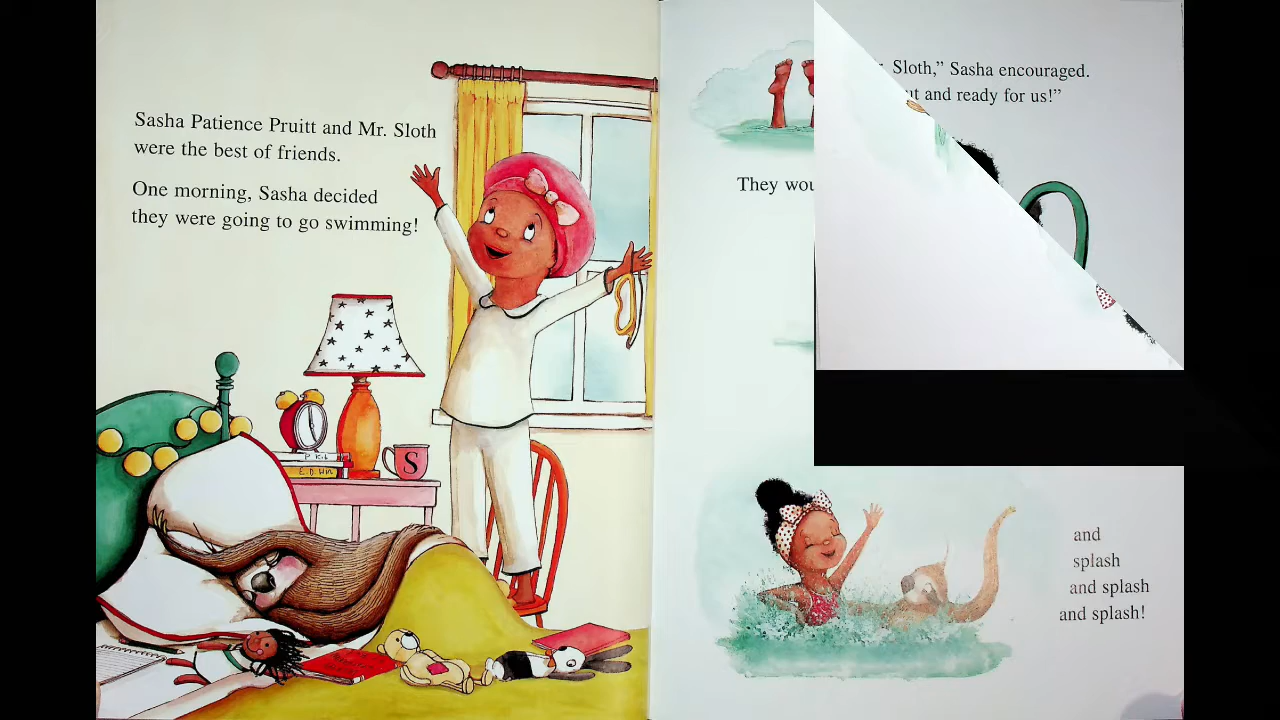 Sasha Patience Pruitt and Mr. Sloth
were the best of friends.
One morning, Sasha decided
they were going to go swimming!
S
Sloth,” Sasha encouraged.
and ready for us!”
They
and
splash
and splash
and splash!